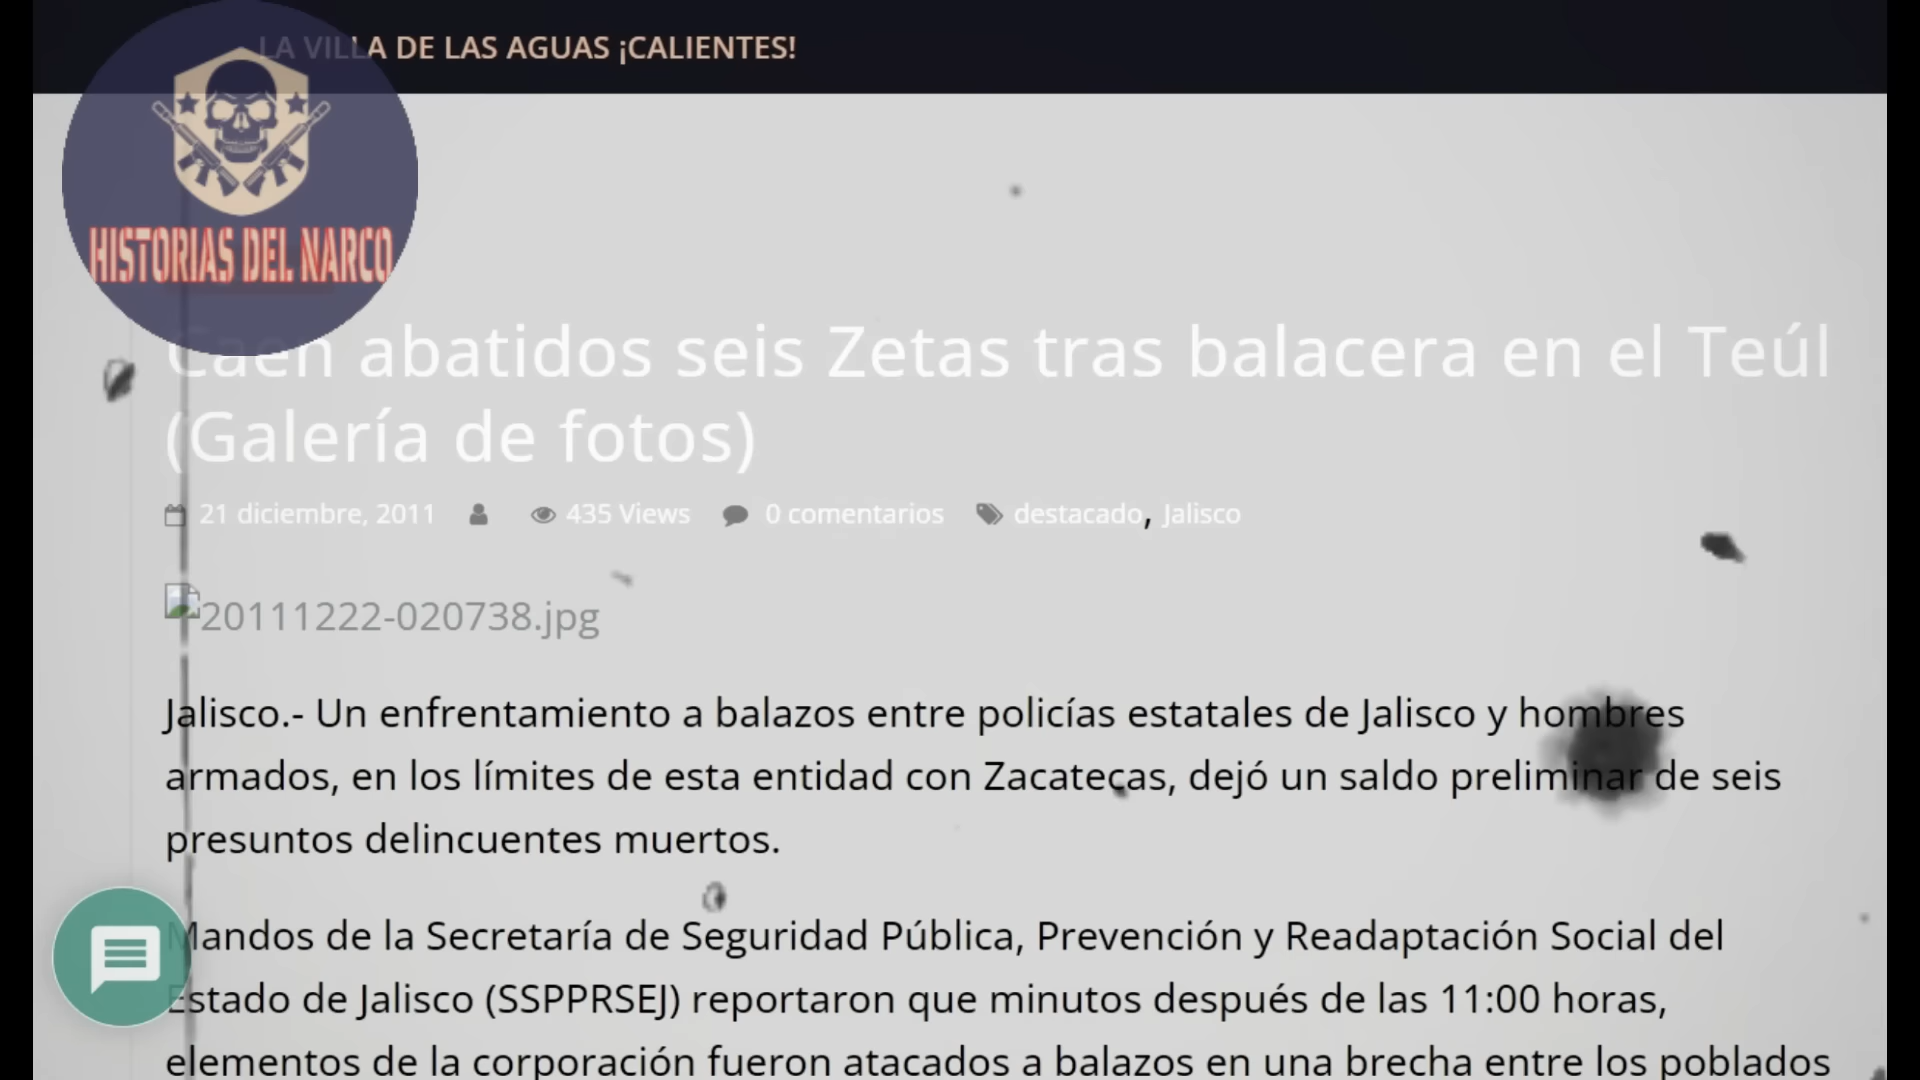 LA VILLA DE LAS AGUAS ¡CALIENTES!
HISTORIAS DEL NARCO
Caen abatidos seis Zetas tras balacera en el Teúl
(Galería de fotos)
21 diciembre, 2011 435 Views 0 comentarios destacado, Jalisco
20111222-020738.jpg
Jalisco.- Un enfrentamiento a balazos entre policías estatales de Jalisco y hombres
armados, en los límites de esta entidad con Zacatecas, dejó un saldo preliminar de seis
presuntos delincuentes muertos.
Mandos de la Secretaría de Seguridad Pública, Prevención y Readaptación Social del
Estado de Jalisco (SSPPRSEJ) reportaron que minutos después de las 11:00 horas,
elementos de la corporación fueron atacados a balazos en una brecha entre los poblados